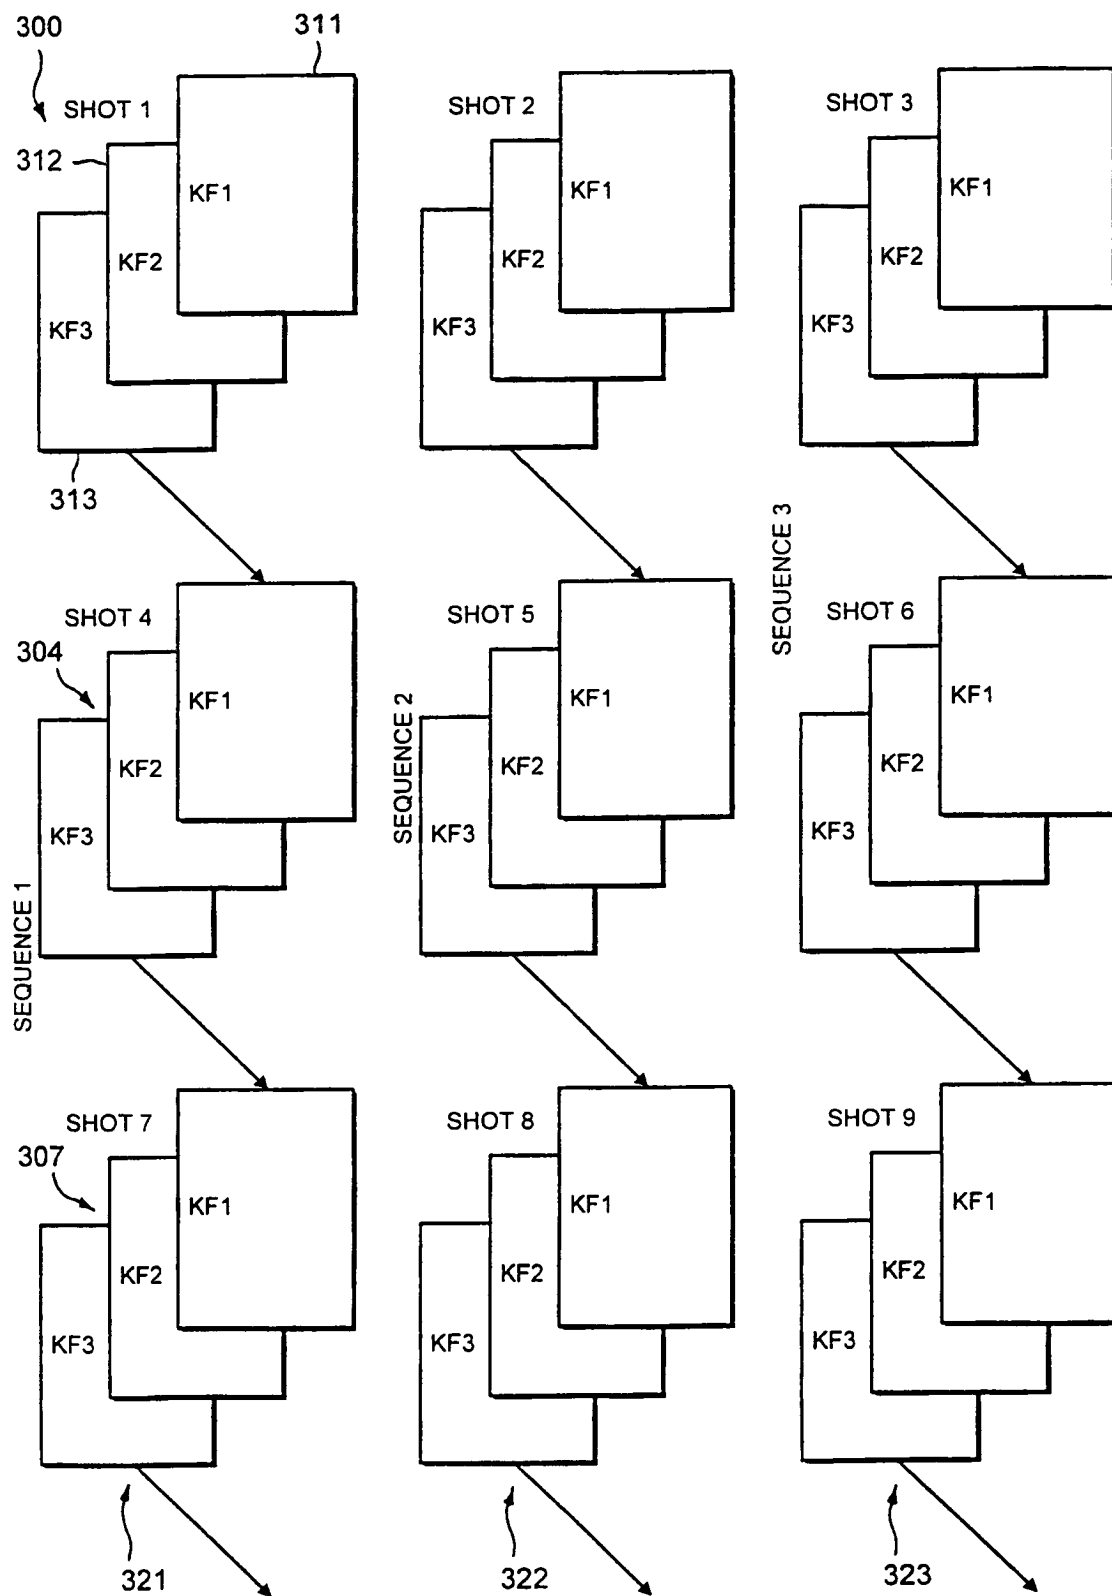 300
311
SHOT 1
SHOT 2
SHOT 3
312
KF1
KF1
KF1
KF2
KF2
KF2
KF3
KF3
KF3
313
SEQUENCE 3
SHOT 4
SHOT 5
SHOT 6
304
KF1
KF1
KF1
SEQUENCE 2
KF2
KF2
KF2
KF3
KF3
KF3
SEQUENCE 1
SHOT 7
SHOT 8
SHOT 9
307
KF1
KF1
KF1
KF2
KF2
KF2
KF3
KF3
KF3
321
322
323